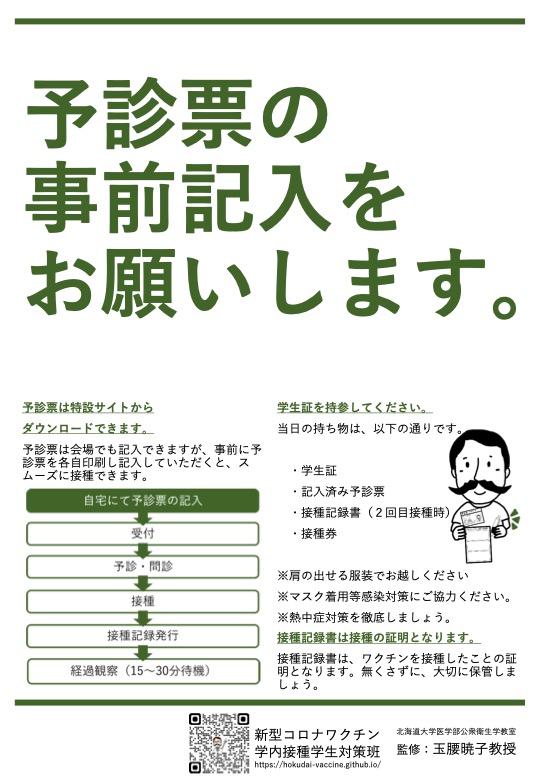 予診票の
事前記入を
お願いします。
予診票は特設サイトから
ダウンロードできます。
予診票は会場でも記入できますが、事前に予
診票を各自印刷し記入していただくと、ス
ムーズに接種できます。
自宅にて予診票の記入
受付
予診・問診
接種
接種記録発行
経過観察（15〜30分待機）
学生証を持参してください。
当日の持ち物は、以下の通りです。
・学生証
・記入済み予診票
・接種記録書（２回目接種時）
・接種券
※肩の出せる服装でお越しください
※マスク着用等感染対策にご協力ください。
※熱中症対策を徹底しましょう。
接種記録書は接種の証明となります。
接種記録書は、ワクチンを接種したことの証
明となります。無くさずに、大切に保管しま
しょう。
新型コロナワクチン
学内接種学生対策班
https://hokudai-vaccine.github.io/
北海道大学医学部公衆衛生学教室
監修：玉腰暁子教授